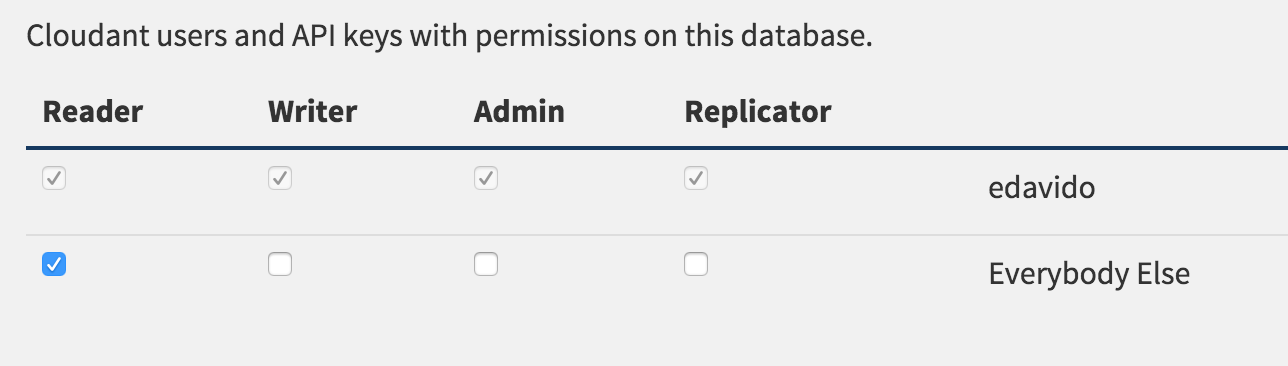 Cloudant users and API keys with permissions on this database.
Reader Writer Admin Replicator
edavido
Everybody Else